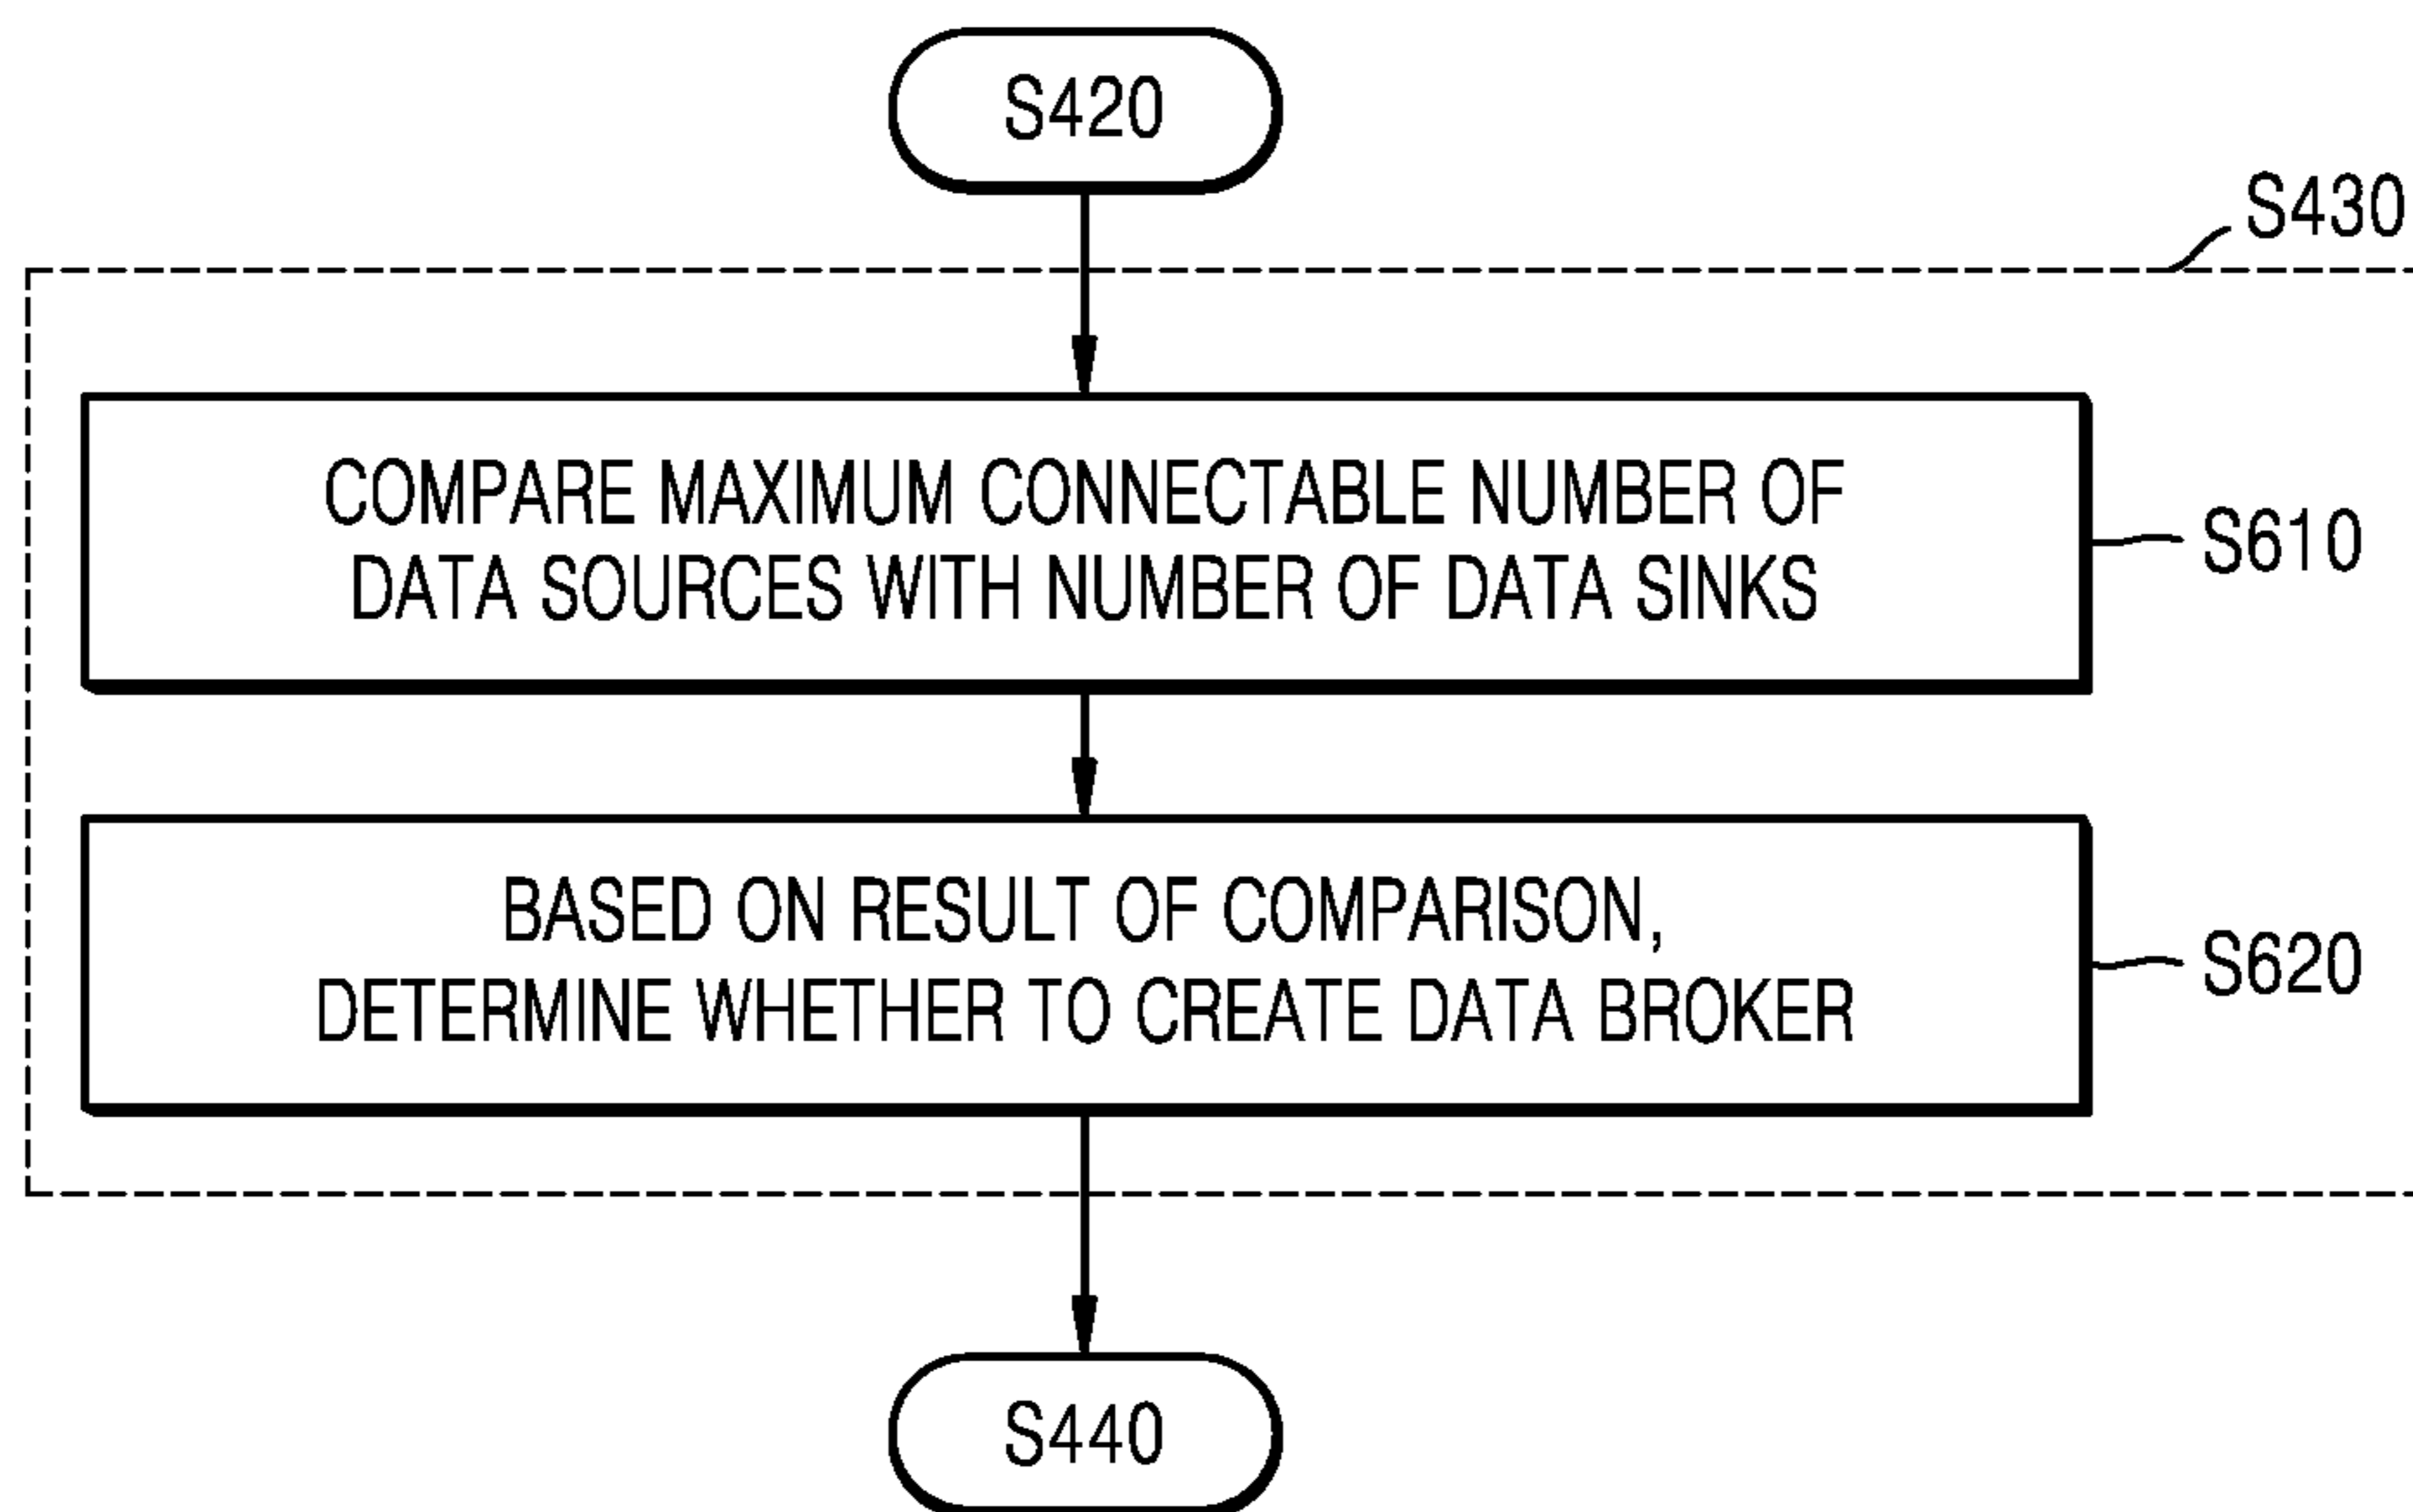 S420
S430
COMPARE MAXIMUM CONNECTABLE NUMBER OF
DATA SOURCES WITH NUMBER OF DATA SINKS
S610
BASED ON RESULT OF COMPARISON,
DETERMINE WHETHER TO CREATE DATA BROKER
S620
S440